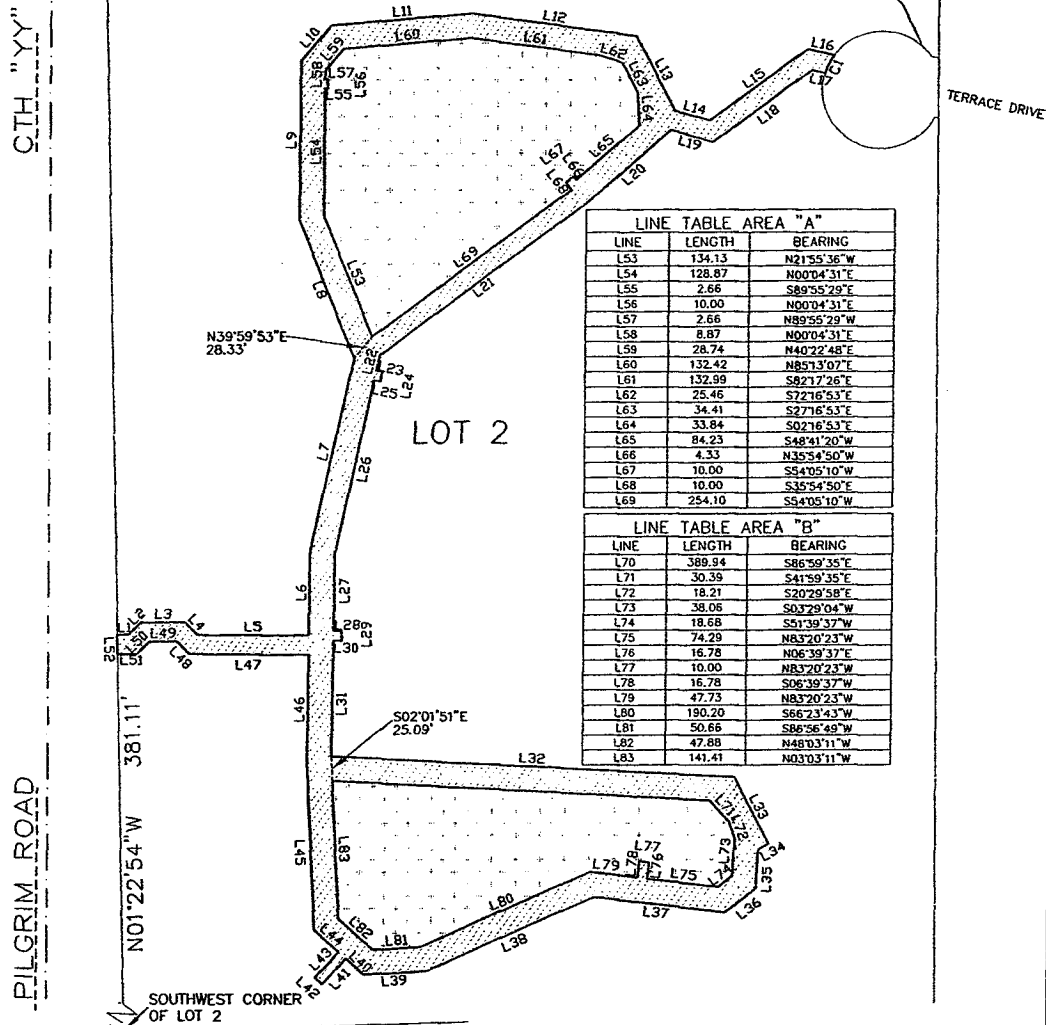 CTH "YY"
PILGRIM ROAD
N01°22'54"W 381.11'
SOUTHWEST CORNER
OF LOT 2
TERRACE DRIVE
LOT 2
N39°59'53"E
28.33'
S02°01'51"E
25.09'
L1
L2
L3
L4
L5
L6
L7
L8
L9
L10
L11
L12
L13
L14
L15
L16
C1
L17
L18
L19
L20
L21
L22
23
L24
L25
L26
L27
28
L29
L30
L31
L32
L33
L34
L35
L36
L37
L38
L39
L40
L41
L42
L43
L44
L45
L46
L47
L48
L49
L50
L51
L52
L53
L54
L55
L56
L57
L58
L59
L60
L61
L62
L63
L64
L65
L66
L67
L68
L69
L71
L72
L73
L74
L75
L76
L77
L78
L79
L80
L81
L82
L83
LINE TABLE AREA "A"
LINE LENGTH BEARING
L53 134.13 N21°55'36"W
L54 128.87 N00°04'31"E
L55 2.66 S89°55'29"E
L56 10.00 N00°04'31"E
L57 2.66 N89°55'29"W
L58 8.87 N00°04'31"E
L59 28.74 N40°22'48"E
L60 132.42 N85°13'07"E
L61 132.99 S82°17'26"E
L62 25.46 S72°16'53"E
L63 34.41 S27°16'53"E
L64 33.84 S02°16'53"E
L65 84.23 S48°41'20"W
L66 4.33 N35°54'50"W
L67 10.00 S54°05'10"W
L68 10.00 S35°54'50"E
L69 254.10 S54°05'10"W
LINE TABLE AREA "B"
LINE LENGTH BEARING
L70 389.94 S86°59'35"E
L71 30.39 S41°59'35"E
L72 18.21 S20°29'58"E
L73 38.06 S03°29'04"W
L74 18.68 S51°39'37"W
L75 74.29 N83°20'23"W
L76 16.78 N06°39'37"E
L77 10.00 N83°20'23"W
L78 16.78 S06°39'37"W
L79 47.73 N83°20'23"W
L80 190.20 S66°23'43"W
L81 50.66 S86°56'49"W
L82 47.88 N48°03'11"W
L83 141.41 N03°03'11"W